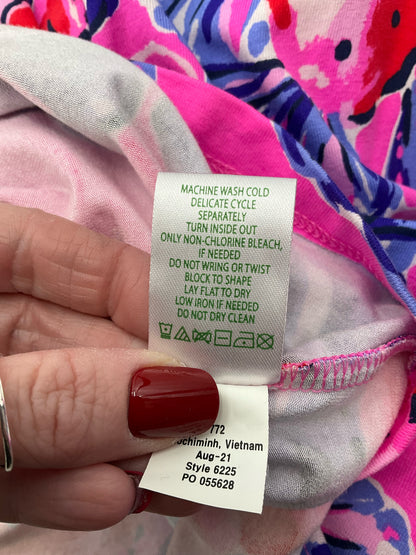 MACHINE WASH COLD
DELICATE CYCLE
SEPARATELY
TURN INSIDE OUT
ONLY NON-CHLORINE BLEACH,
IF NEEDED
DO NOT WRING OR TWIST
BLOCK TO SHAPE
LAY FLAT TO DRY
LOW IRON IF NEEDED
DO NOT DRY CLEAN
772
Vietnam
Aug-21
Style 6225
PO 055628